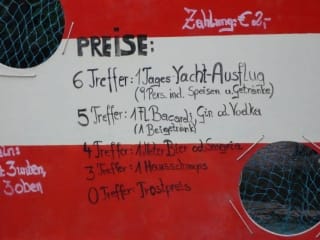 Zahlung: € 2,-
PREISE:
6 Treffer: 1 Tages Yacht-Ausflug
(9 Pers. incl. Speisen u. Getränke)
5 Treffer: 1 Fl. Bacardi, Gin od. Vodka
(1 Beigetränk)
4 Treffer: 1 Liter Bier od. Sangria
3 Treffer: 1 Hausschnaps
0 Treffer: Trostpreis
3 unten,
3 oben